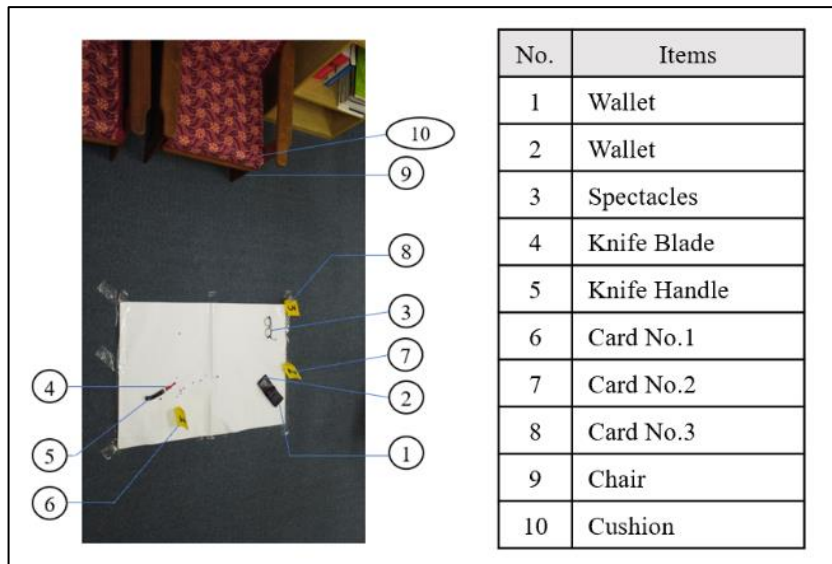 10
9
8
3
7
4
2
5
1
6
No. Items
1 Wallet
2 Wallet
3 Spectacles
4 Knife Blade
5 Knife Handle
6 Card No.1
7 Card No.2
8 Card No.3
9 Chair
10 Cushion